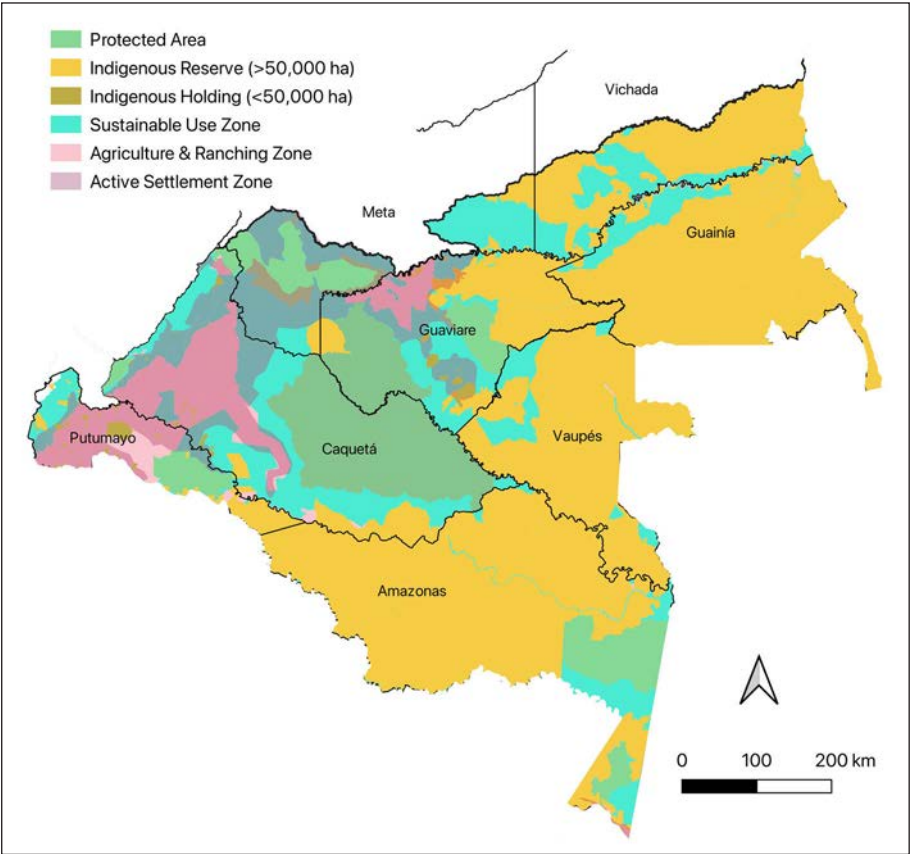 Protected Area
Indigenous Reserve (>50,000 ha)
Indigenous Holding (<50,000 ha)
Sustainable Use Zone
Agriculture & Ranching Zone
Active Settlement Zone
Vichada
Meta
Guainía
Guaviare
Putumayo
Caquetá
Vaupés
Amazonas
0 100 200 km